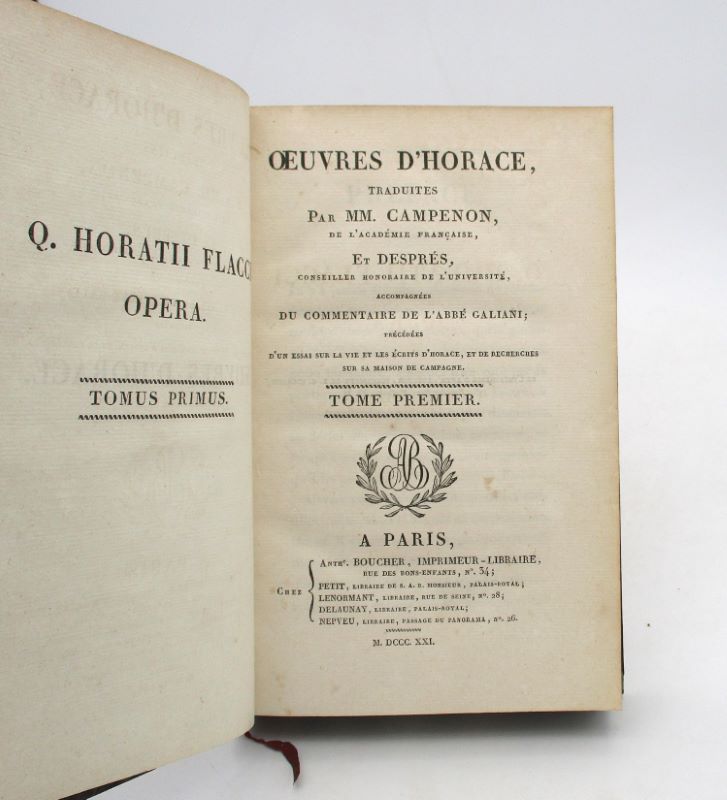 Q. HORATII FLACCI
OPERA.
TOMUS PRIMUS.
ŒUVRES D'HORACE,
TRADUITES
PAR MM. CAMPENON,
DE L'ACADÉMIE FRANÇAISE,
ET DESPRÉS,
CONSEILLER HONORAIRE DE L'UNIVERSITÉ,
ACCOMPAGNÉES
DU COMMENTAIRE DE L'ABBÉ GALIANI;
PRÉCÉDÉES
D'UN ESSAI SUR LA VIE ET LES ÉCRITS D'HORACE, ET DE RECHERCHES
SUR SA MAISON DE CAMPAGNE.
TOME PREMIER.
AB
A PARIS,
CHEZ
ANTHe. BOUCHER, IMPRIMEUR-LIBRAIRE,
RUE DES BONS-ENFANTS, No. 34;
PETIT, LIBRAIRE DE S. A. R. MONSIEUR, PALAIS-ROYAL;
LENORMANT, LIBRAIRE, RUE DE SEINE, No. 28;
DELAUNAY, LIBRAIRE, PALAIS-ROYAL;
NEPVEU, LIBRAIRE, PASSAGE DU PANORAMA, No. 26.
M. DCCC. XXI.